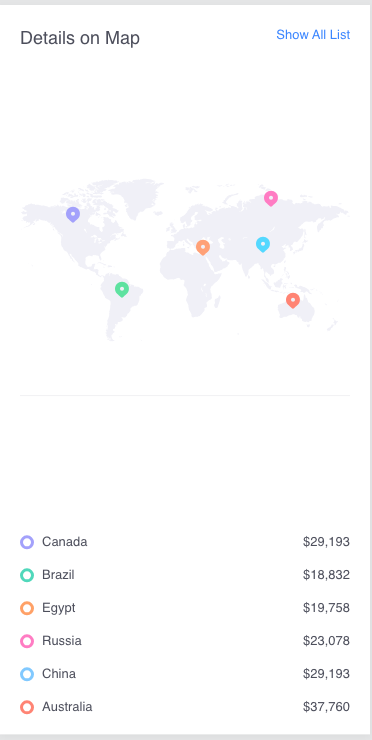 Details on Map
Show All List
Canada $29,193
Brazil $18,832
Egypt $19,758
Russia $23,078
China $29,193
Australia $37,760